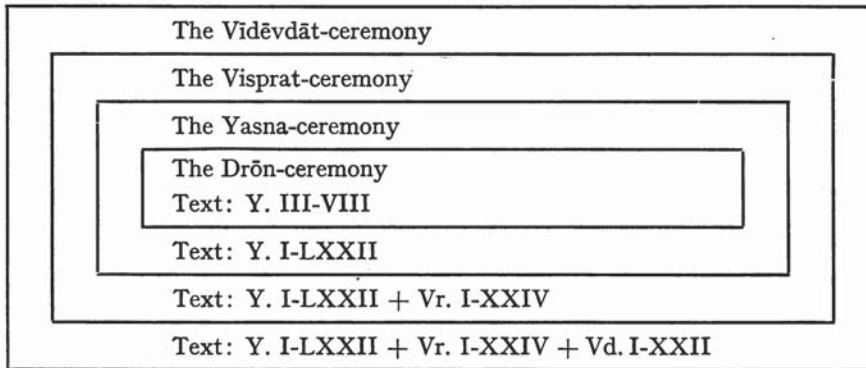 The Vīdēvdāt-ceremony
The Visprat-ceremony
The Yasna-ceremony
The Drōn-ceremony
Text: Y. III-VIII
Text: Y. I-LXXII
Text: Y. I-LXXII + Vr. I-XXIV
Text: Y. I-LXXII + Vr. I-XXIV + Vd. I-XXII